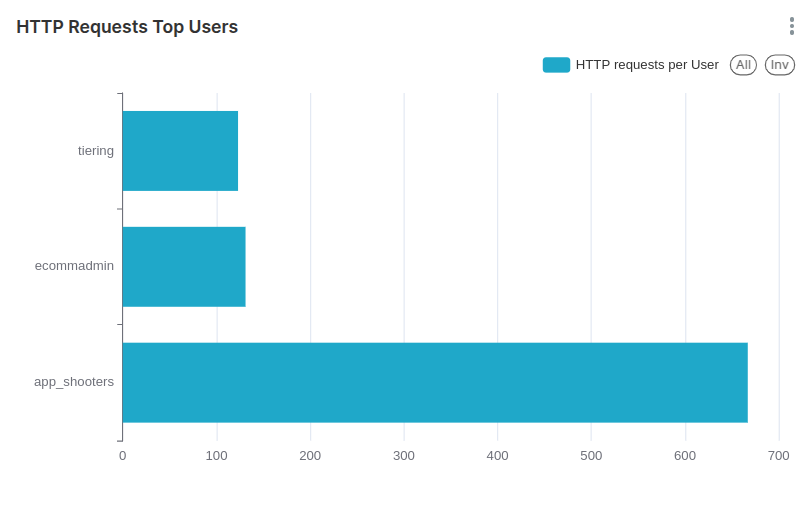 HTTP Requests Top Users
HTTP requests per User All Inv
tiering
ecommadmin
app_shooters
0 100 200 300 400 500 600 700